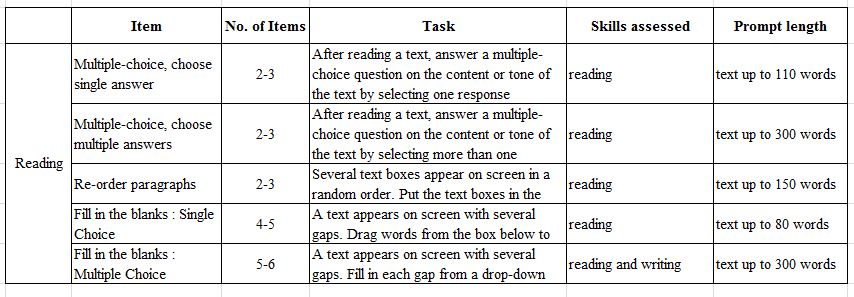 Item No. of Items Task Skills assessed Prompt length
Reading
Multiple-choice, choose
single answer
2-3
After reading a text, answer a multiple-
choice question on the content or tone of
the text by selecting one response
reading
text up to 110 words
Multiple-choice, choose
multiple answers
2-3
After reading a text, answer a multiple-
choice question on the content or tone of
the text by selecting more than one
reading
text up to 300 words
Re-order paragraphs
2-3
Several text boxes appear on screen in a
random order. Put the text boxes in the
reading
text up to 150 words
Fill in the blanks : Single
Choice
4-5
A text appears on screen with several
gaps. Drag words from the box below to
reading
text up to 80 words
Fill in the blanks :
Multiple Choice
5-6
A text appears on screen with several
gaps. Fill in each gap from a drop-down
reading and writing
text up to 300 words